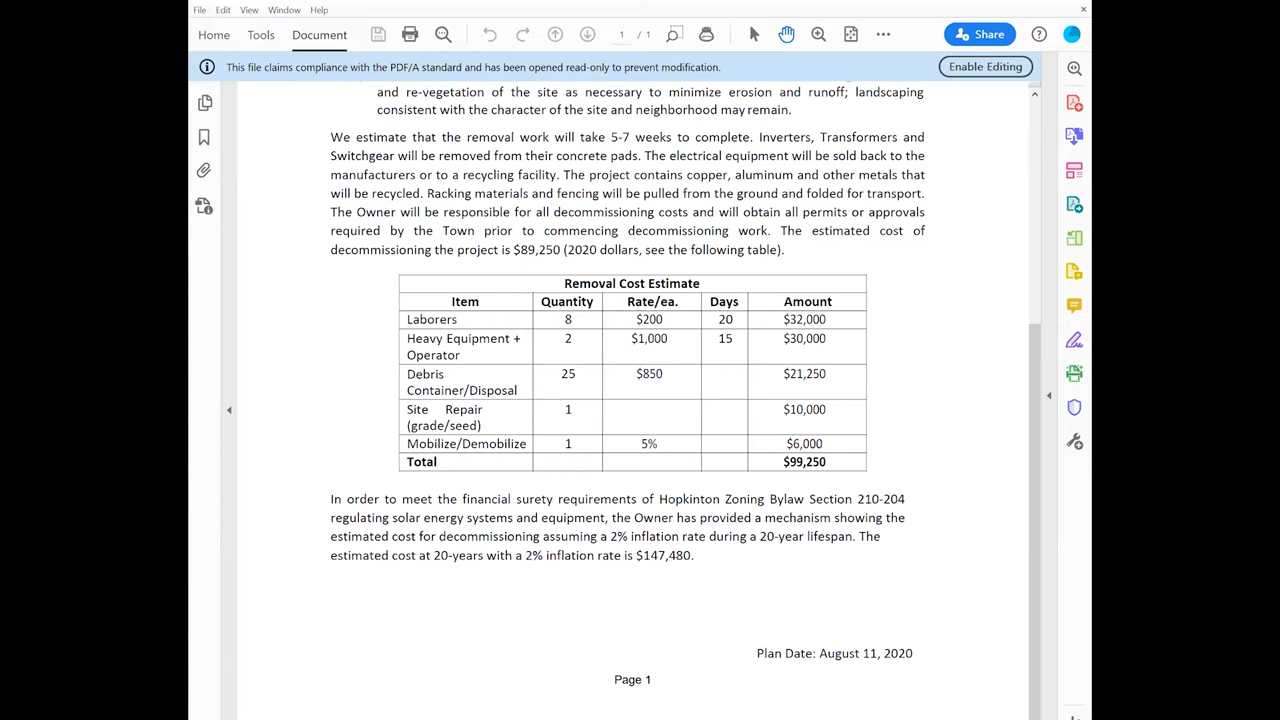 File Edit View Window Help
Home Tools Document 1 / 1 Share
This file claims compliance with the PDF/A standard and has been opened read-only to prevent modification. Enable Editing
and re-vegetation of the site as necessary to minimize erosion and runoff; landscaping
consistent with the character of the site and neighborhood may remain.
We estimate that the removal work will take 5-7 weeks to complete. Inverters, Transformers and
Switchgear will be removed from their concrete pads. The electrical equipment will be sold back to the
manufacturers or to a recycling facility. The project contains copper, aluminum and other metals that
will be recycled. Racking materials and fencing will be pulled from the ground and folded for transport.
The Owner will be responsible for all decommissioning costs and will obtain all permits or approvals
required by the Town prior to commencing decommissioning work. The estimated cost of
decommissioning the project is $89,250 (2020 dollars, see the following table).
Removal Cost Estimate
Item Quantity Rate/ea. Days Amount
Laborers 8 $200 20 $32,000
Heavy Equipment + 2 $1,000 15 $30,000
Operator
Debris 25 $850 $21,250
Container/Disposal
Site Repair 1 $10,000
(grade/seed)
Mobilize/Demobilize 1 5% $6,000
Total $99,250
In order to meet the financial surety requirements of Hopkinton Zoning Bylaw Section 210-204
regulating solar energy systems and equipment, the Owner has provided a mechanism showing the
estimated cost for decommissioning assuming a 2% inflation rate during a 20-year lifespan. The
estimated cost at 20-years with a 2% inflation rate is $147,480.
Plan Date: August 11, 2020
Page 1